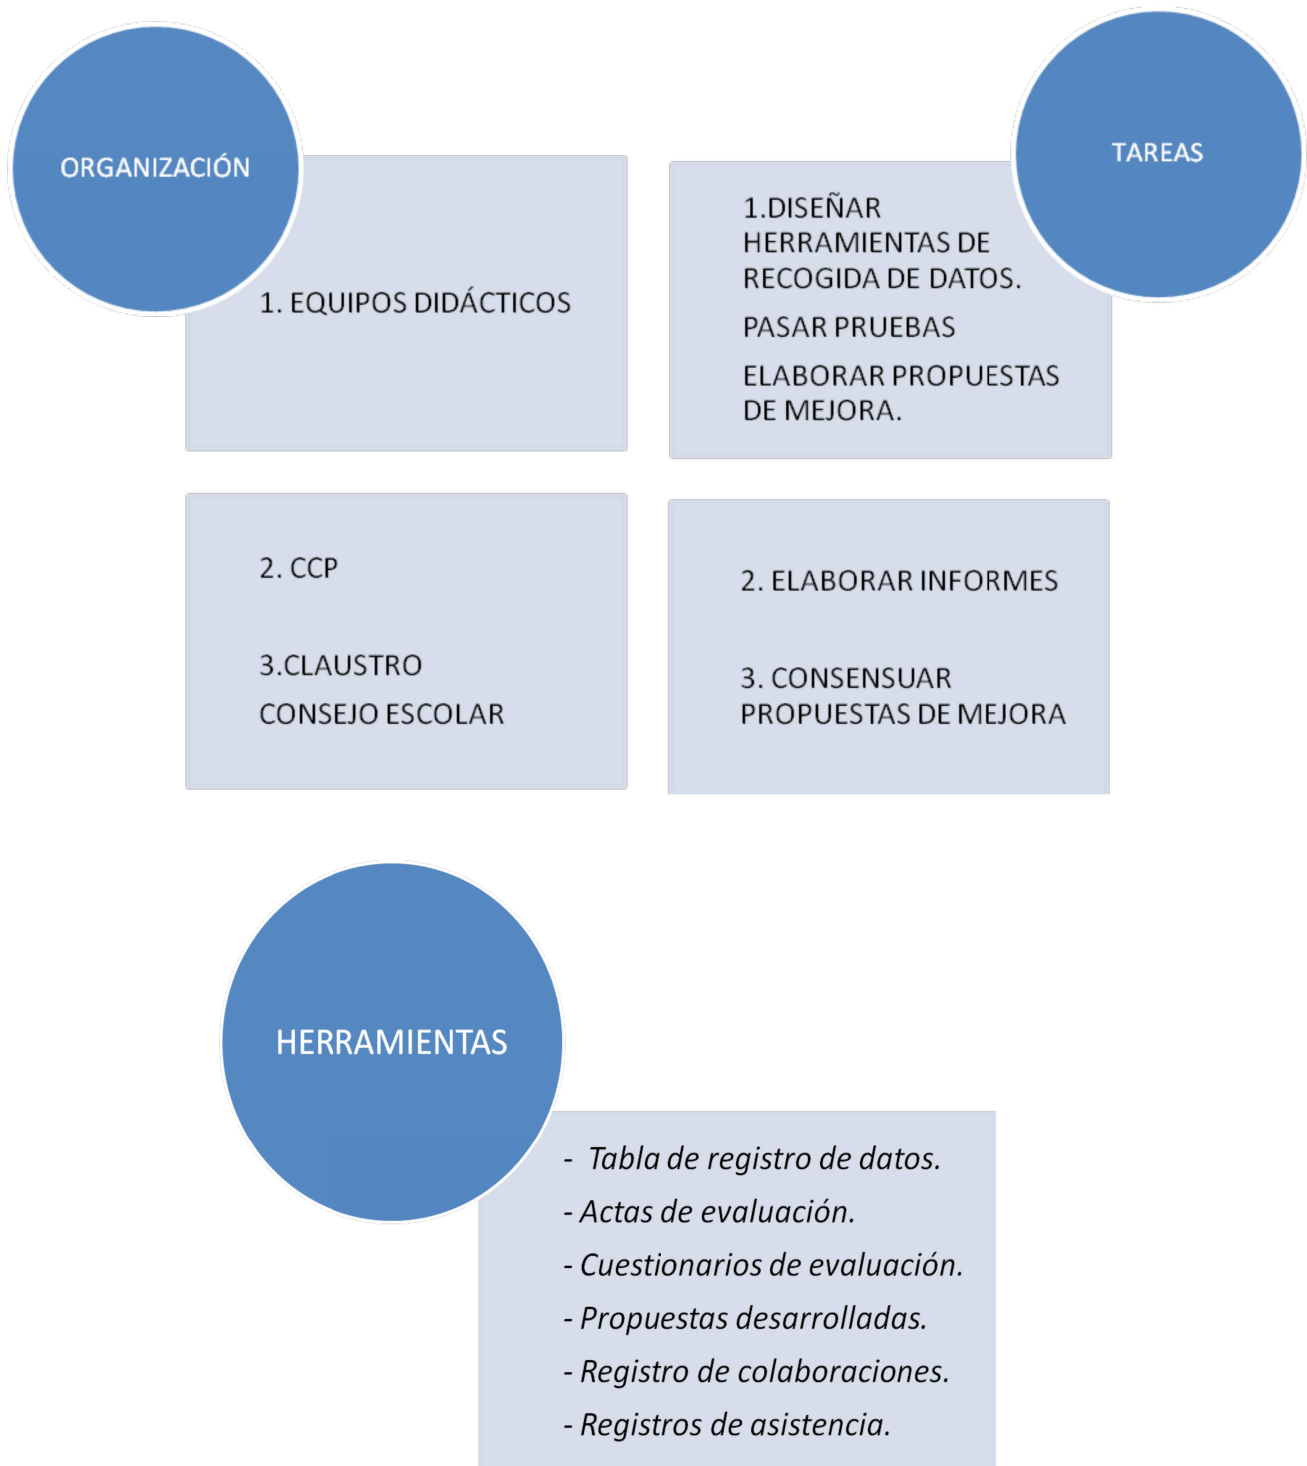 ORGANIZACIÓN
1. EQUIPOS DIDÁCTICOS
2. CCP
3.CLAUSTRO
CONSEJO ESCOLAR
TAREAS
1.DISEÑAR
HERRAMIENTAS DE
RECOGIDA DE DATOS.
PASAR PRUEBAS
ELABORAR PROPUESTAS
DE MEJORA.
2. ELABORAR INFORMES
3. CONSENSUAR
PROPUESTAS DE MEJORA
HERRAMIENTAS
- Tabla de registro de datos.
- Actas de evaluación.
- Cuestionarios de evaluación.
- Propuestas desarrolladas.
- Registro de colaboraciones.
- Registros de asistencia.